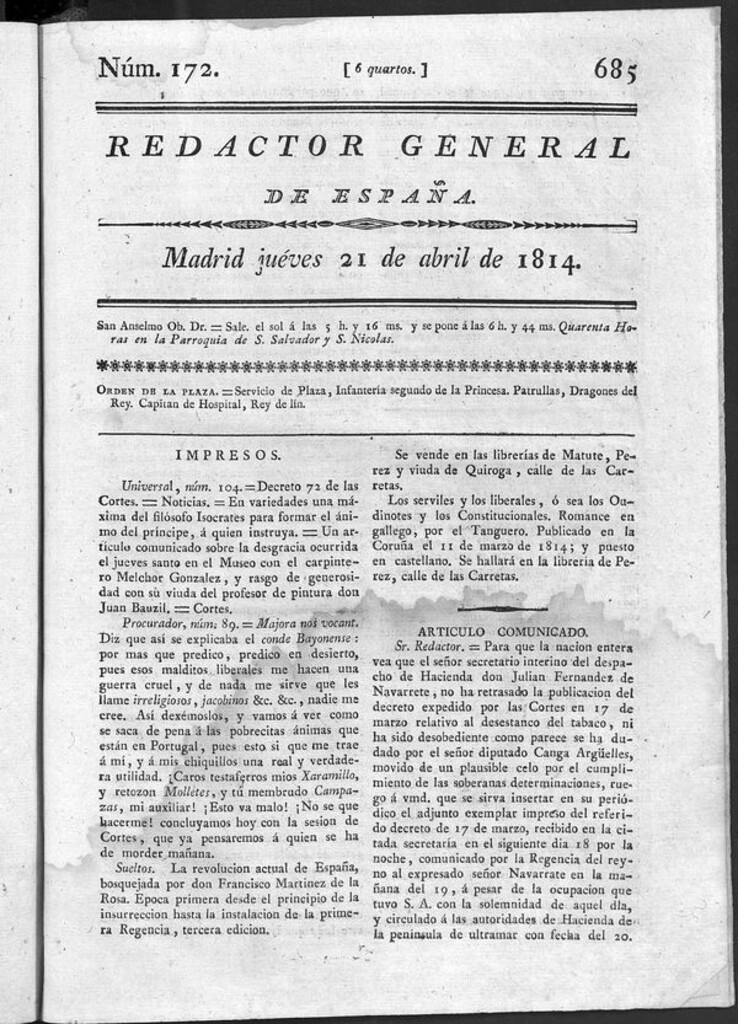 Núm. 172.
[ 6 quartos. ]
685
REDACTOR GENERAL
DE ESPAÑA.
Madrid juéves 21 de abril de 1814.
San Anselmo Ob. Dr. = Sale. el sol á las 5 h. y 16 ms. y se pone á las 6 h. y 44 ms. Quarenta Ho-
ras en la Parroquia de S. Salvador y S. Nicolas.
ORDEN DE LA PLAZA. = Servicio de Plaza, Infantería segundo de la Princesa. Patrullas, Dragones del
Rey. Capitan de Hospital, Rey de lin.
IMPRESOS.
Universal, núm. 104. = Decreto 72 de las
Cortes. = Noticias. = En variedades una má-
xima del filósofo Isocrates para formar el áni-
mo del príncipe, á quien instruya. = Un ar-
tículo comunicado sobre la desgracia ocurrida
el jueves santo en el Museo con el carpinte-
ro Melchor Gonzalez, y rasgo de generosi-
dad con su viuda del profesor de pintura don
Juan Bauzil. = Cortes.
Procurador, núm: 89. = Majora nos vocant.
Diz que así se explicaba el conde Bayonense:
por mas que predico, predico en desierto,
pues esos malditos liberales me hacen una
guerra cruel, y de nada me sirve que les
llame irreligiosos, jacobinos &c. &c., nadie me
cree. Así dexémoslos, y vamos á ver como
se saca de pena á las pobrecitas ánimas que
están en Portugal, pues esto si que me trae
á mí, y á mis chiquillos una real y verdade-
ra utilidad. ¡Caros testaferros mios Xaramillo,
y retozon Molletes, y tú membrudo Campa-
zas, mi auxiliar! ¡Esto va malo! ¡No se que
hacerme! concluyamos hoy con la sesion de
Cortes, que ya pensaremos á quien se ha
de morder mañana.
Sueltos. La revolucion actual de España,
bosquejada por don Francisco Martinez de la
Rosa. Epoca primera desde el principio de la
insurreccion hasta la instalacion de la prime-
ra Regencia, tercera edicion.
Se vende en las librerías de Matute, Pe-
rez y viuda de Quiroga, calle de las Car-
retas.
Los serviles y los liberales, ó sea los Ou-
dinotes y los Constitucionales. Romance en
gallego, por el Tanguero. Publicado en la
Coruña el 11 de marzo de 1814; y puesto
en castellano. Se hallará en la librería de Pe-
rez, calle de las Carretas.
ARTICULO COMUNICADO.
Sr. Redactor. = Para que la nacion entera
vea que el señor secretario interino del despa-
cho de Hacienda don Julian Fernandez de
Navarrete, no ha retrasado la publicacion del
decreto expedido por las Cortes en 17 de
marzo relativo al desestanco del tabaco, ni
ha sido desobediente como parece se ha du-
dado por el señor diputado Canga Argüelles,
movido de un plausible celo por el cumpli-
miento de las soberanas determinaciones, rue-
go á vmd. que se sirva insertar en su perió-
dico el adjunto exemplar impreso del referi-
do decreto de 17 de marzo, recibido en la ci-
tada secretaría en el siguiente dia 18 por la
noche, comunicado por la Regencia del rey-
no al expresado señor Navarrate en la ma-
ñana del 19, á pesar de la ocupacion que
tuvo S. A. con la solemnidad de aquel dia,
y circulado á las autoridades de Hacienda de
la península de ultramar con fecha del 20.